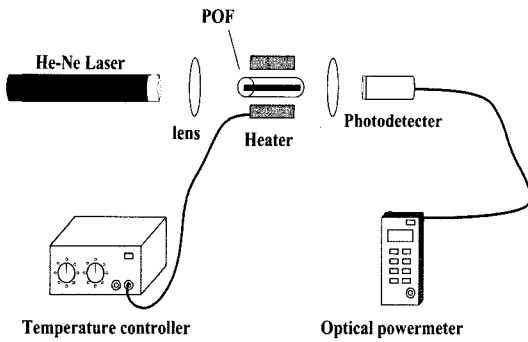 POF
He-Ne Laser
lens
Heater
Photodetecter
Temperature controller
Optical powermeter